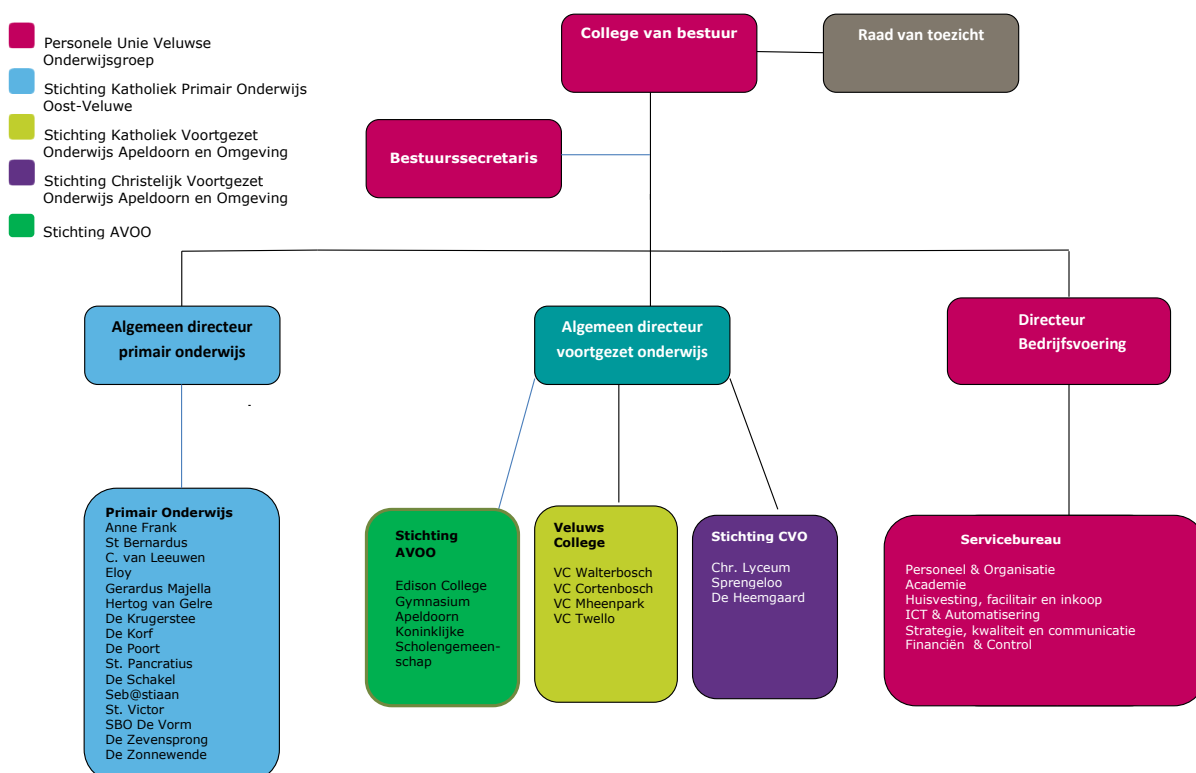 Personele Unie Veluwse
Onderwijsgroep
Stichting Katholiek Primair Onderwijs
Oost-Veluwe
Stichting Katholiek Voortgezet
Onderwijs Apeldoorn en Omgeving
Stichting Christelijk Voortgezet
Onderwijs Apeldoorn en Omgeving
Stichting AVOO
College van bestuur
Raad van toezicht
Bestuurssecretaris
Algemeen directeur
primair onderwijs
Algemeen directeur
voortgezet onderwijs
Directeur
Bedrijfsvoering
Primair Onderwijs
Anne Frank
St Bernardus
C. van Leeuwen
Eloy
Gerardus Majella
Hertog van Gelre
De Krugerstee
De Korf
De Poort
St. Pancratius
De Schakel
Seb@stiaan
St. Victor
SBO De Vorm
De Zevensprong
De Zonnewende
Stichting
AVOO
Edison College
Gymnasium
Apeldoorn
Koninklijke
Scholengemeen-
schap
Veluws
College
VC Walterbosch
VC Cortenbosch
VC Mheenpark
VC Twello
Stichting CVO
Chr. Lyceum
Sprengeloo
De Heemgaard
Servicebureau
Personeel & Organisatie
Academie
Huisvesting, facilitair en inkoop
ICT & Automatisering
Strategie, kwaliteit en communicatie
Financiën & Control